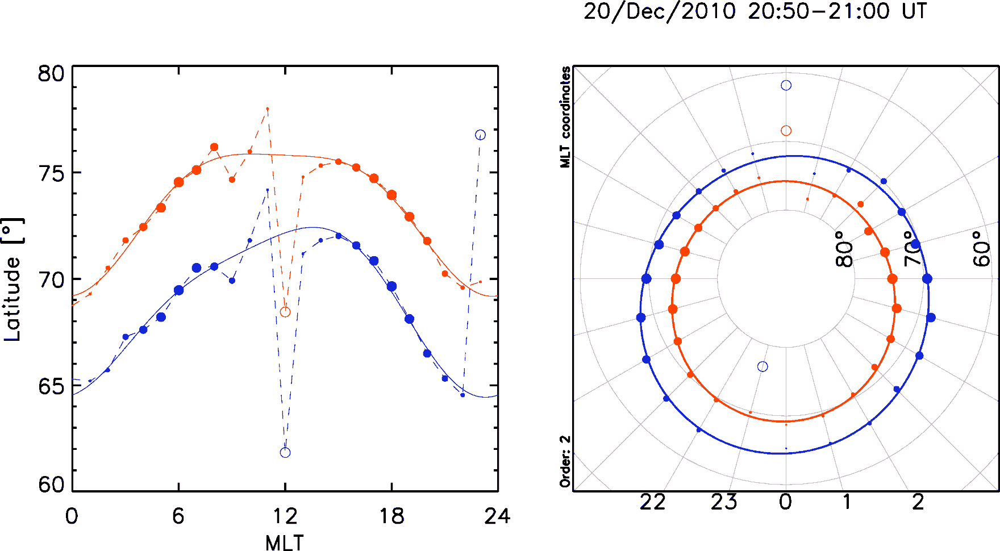 20/Dec/2010 20:50-21:00 UT
80
75
70
65
60
Latitude [°]
0 6 12 18 24
MLT
MLT coordinates
Order: 2
80° 70° 60°
22 23 0 1 2